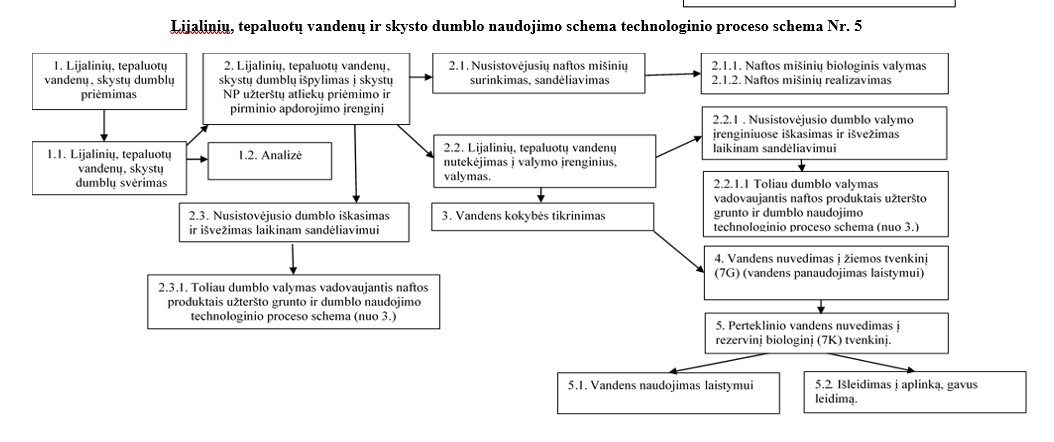 Lijalinių, tepaluotų vandenų ir skysto dumblo naudojimo schema technologinio proceso schema Nr. 5
1. Lijalinių, tepaluotų
vandenų, skystų dumblų
priėmimas
2. Lijalinių, tepaluotų vandenų,
skystų dumblų išpylimas į skystų
NP užterštų atliekų priėmimo ir
pirminio apdorojimo įrenginį
2.1. Nusistovėjusių naftos mišinių
surinkimas, sandėliavimas
2.1.1. Naftos mišinių biologinis valymas
2.1.2. Naftos mišinių realizavimas
1.1. Lijalinių, tepaluotų
vandenų, skystų
dumblų svėrimas
1.2. Analizė
2.2. Lijalinių, tepaluotų vandenų
nutekėjimas į valymo įrenginius,
valymas.
2.2.1 . Nusistovėjusio dumblo valymo
įrenginiuose iškasimas ir išvežimas
laikinam sandėliavimui
2.2.1.1 Toliau dumblo valymas
vadovaujantis naftos produktais užteršto
grunto ir dumblo naudojimo
technologinio proceso schema (nuo 3.)
2.3. Nusistovėjusio dumblo iškasimas
ir išvežimas laikinam sandėliavimui
3. Vandens kokybės tikrinimas
2.3.1. Toliau dumblo valymas vadovaujantis naftos
produktais užteršto grunto ir dumblo naudojimo
technologinio proceso schema (nuo 3.)
4. Vandens nuvedimas į žiemos tvenkinį
(7G) (vandens panaudojimas laistymui)
5. Perteklinio vandens nuvedimas į
rezervinį biologinį (7K) tvenkinį.
5.1. Vandens naudojimas laistymui
5.2. Išleidimas į aplinką, gavus
leidimą.